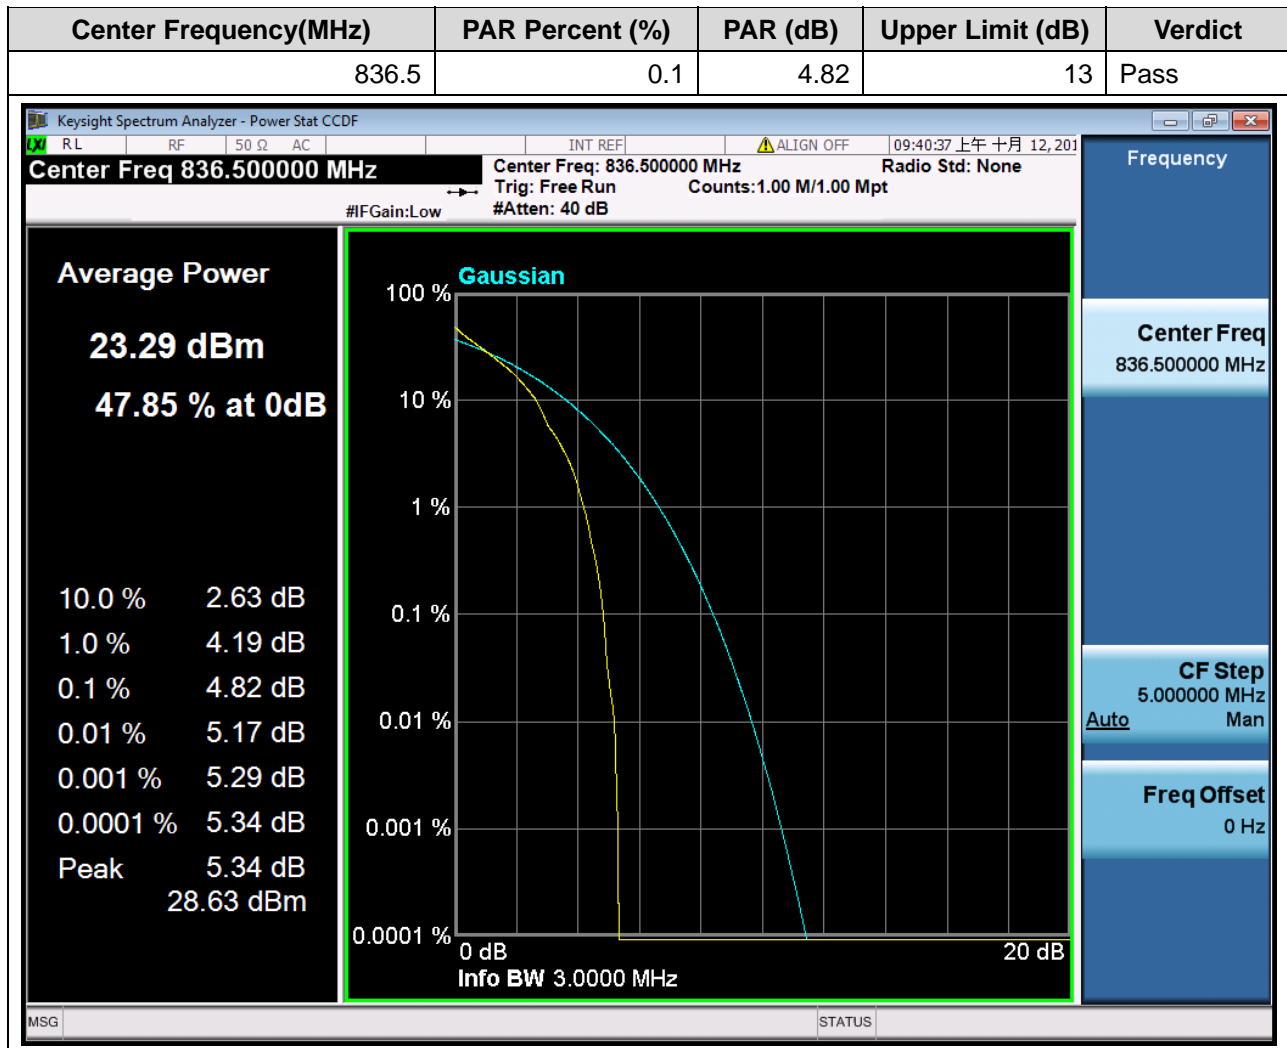 Center Frequency(MHz) PAR Percent (%) PAR (dB) Upper Limit (dB) Verdict
836.5 0.1 4.82 13 Pass
Keysight Spectrum Analyzer - Power Stat CCDF
LXI RL RF 50 Ω AC INT REF ALIGN OFF 09:40:37 上午 十月 12, 201
Center Freq 836.500000 MHz
Center Freq: 836.500000 MHz Radio Std: None
Trig: Free Run Counts:1.00 M/1.00 Mpt
#IFGain:Low #Atten: 40 dB
Frequency
Average Power
23.29 dBm
47.85 % at 0dB
10.0 % 2.63 dB
1.0 % 4.19 dB
0.1 % 4.82 dB
0.01 % 5.17 dB
0.001 % 5.29 dB
0.0001 % 5.34 dB
Peak 5.34 dB
28.63 dBm
Gaussian
100 %
10 %
1 %
0.1 %
0.01 %
0.001 %
0.0001 %
0 dB 20 dB
Info BW 3.0000 MHz
Center Freq
836.500000 MHz
CF Step
5.000000 MHz
Auto Man
Freq Offset
0 Hz
MSG STATUS